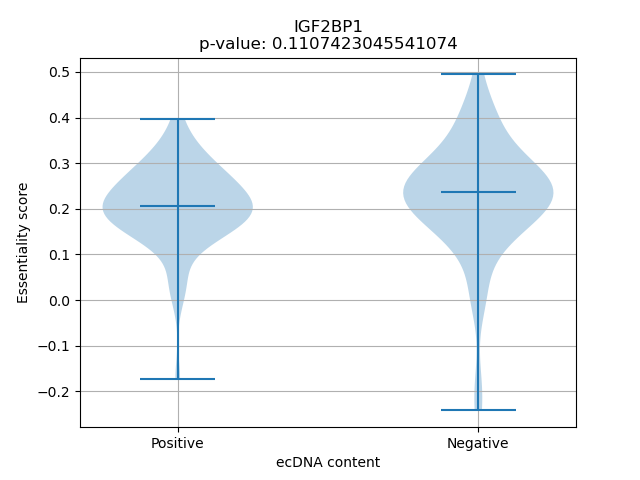 IGF2BP1
p-value: 0.1107423045541074
0.5
0.4
0.3
0.2
0.1
0.0
−0.1
−0.2
Essentiality score
Positive
Negative
ecDNA content